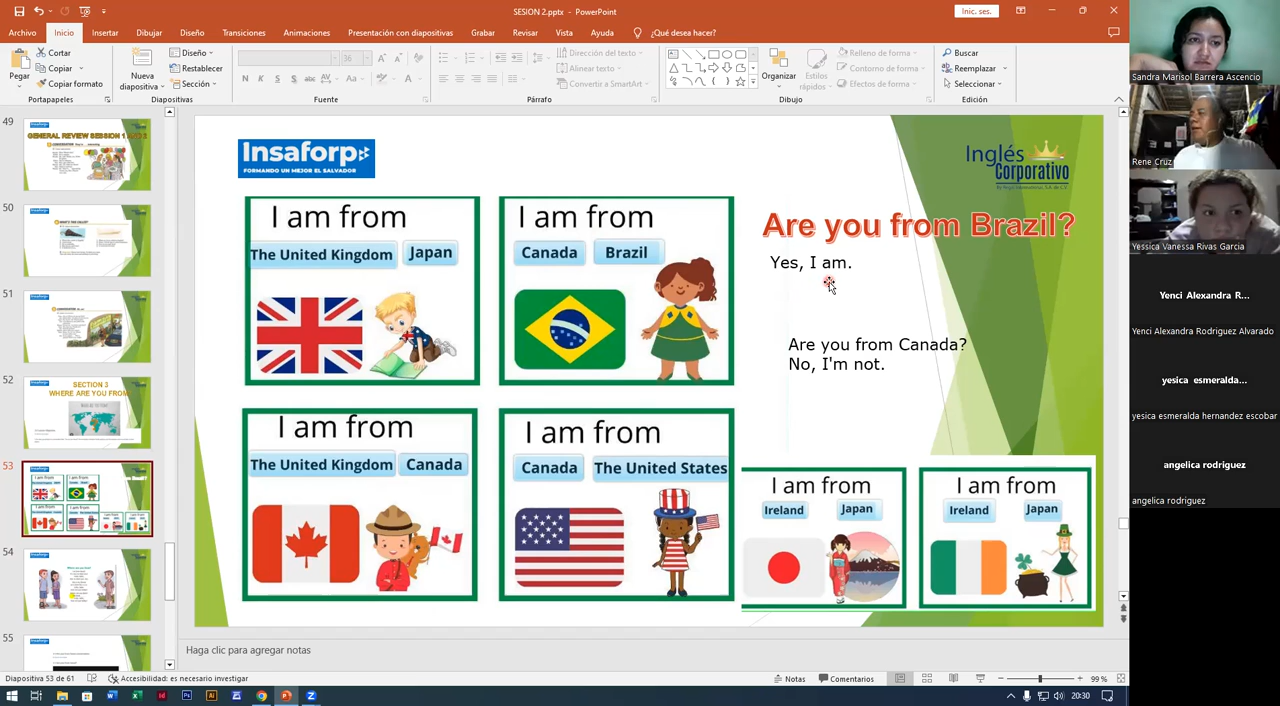 SESION 2.pptx - PowerPoint
Inic. ses.
Archivo Inicio Insertar Dibujar Diseño Transiciones Animaciones Presentación con diapositivas Grabar Revisar Vista Ayuda ¿Qué desea hacer?
Pegar
Cortar
Copiar
Copiar formato
Portapapeles
Nueva diapositiva
Diseño
Restablecer
Sección
Diapositivas
36
N K S S abc AV Aa A
Fuente
Dirección del texto
Alinear texto
Convertir a SmartArt
Párrafo
Organizar
Estilos rápidos
Relleno de forma
Contorno de forma
Efectos de forma
Dibujo
Buscar
Reemplazar
Seleccionar
Edición
49
50
51
52
SECTION 3
WHERE ARE YOU FROM
53
54
55
Insaforp
FORMANDO UN MEJOR EL SALVADOR
Inglés
Corporativo
I am from
The United Kingdom Japan
I am from
Canada Brazil
Are you from Brazil?
Yes, I am.
Are you from Canada?
No, I'm not.
I am from
The United Kingdom Canada
I am from
Canada The United States
I am from
Ireland Japan
I am from
Ireland Japan
Haga clic para agregar notas
Diapositiva 53 de 61
Accesibilidad: es necesario investigar
Notas
Comentarios
99 %
20:30
Sandra Marisol Barrera Ascencio
Rene Cruz
Yessica Vanessa Rivas Garcia
Yenci Alexandra R...
Yenci Alexandra Rodriguez Alvarado
yesica esmeralda...
yesica esmeralda hernandez escobar
angelica rodriguez
angelica rodriguez